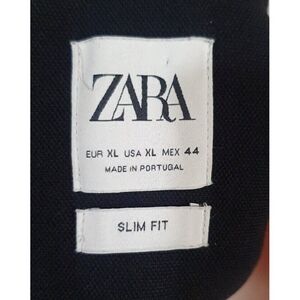 ZARA
EUR XL USA XL MEX 44
MADE IN PORTUGAL
SLIM FIT